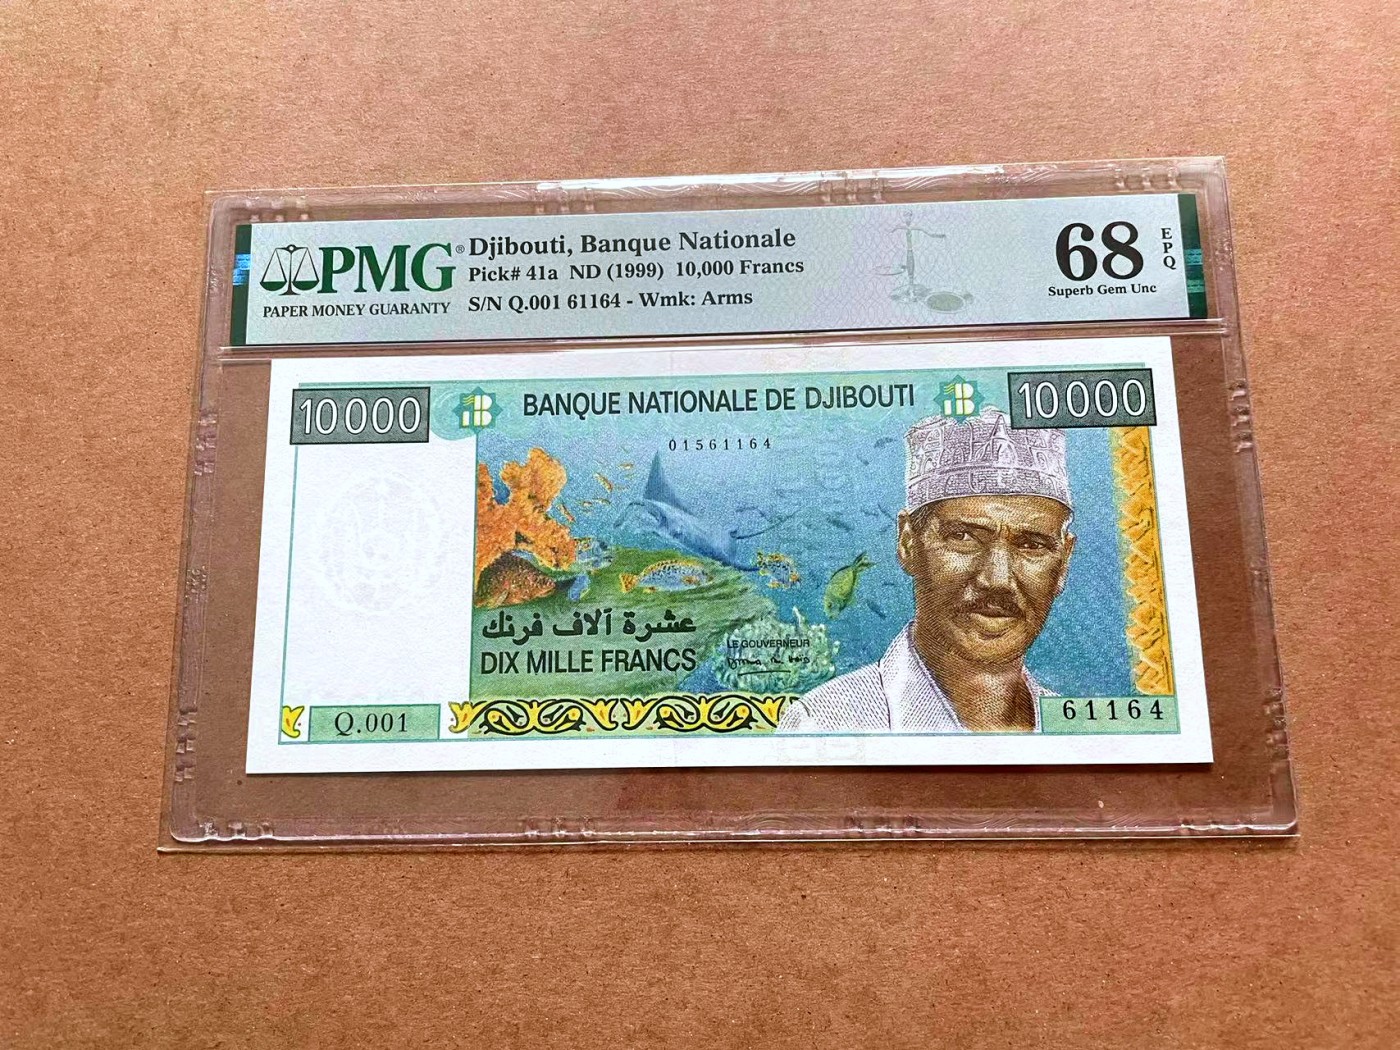 PMG®
PAPER MONEY GUARANTY
Djibouti, Banque Nationale
Pick# 41a ND (1999) 10,000 Francs
S/N Q.001 61164 - Wmk: Arms
68
EPQ
Superb Gem Unc
10000
BANQUE NATIONALE DE DJIBOUTI
10000
01561164
عشرة آلاف فرنك
DIX MILLE FRANCS
LE GOUVERNEUR
Q.001
61164